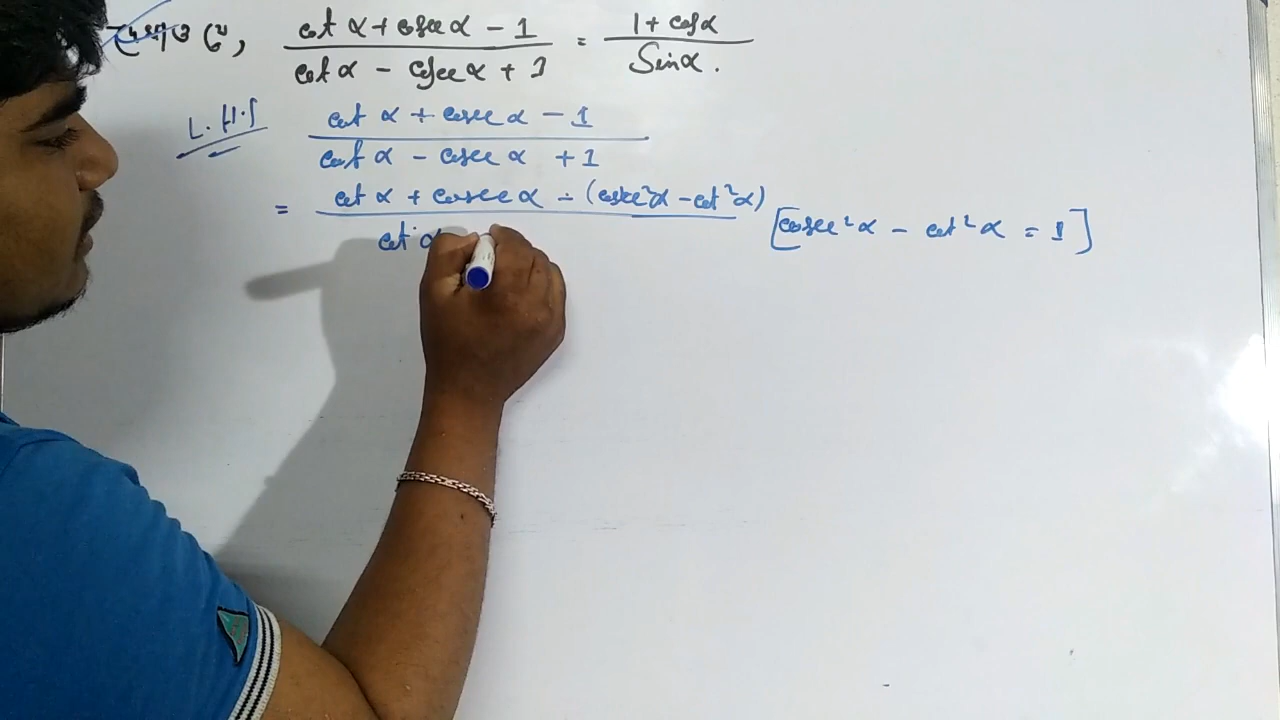 দেখাও যে, cot α + cosec α - 1 / cot α - cosec α + 1 = 1 + cos α / Sin α.
L.H.S cot α + cosec α - 1 / cot α - cosec α + 1
= cot α + cosec α - (cosec²α - cot²α) / cot α [cosec²α - cot²α = 1]